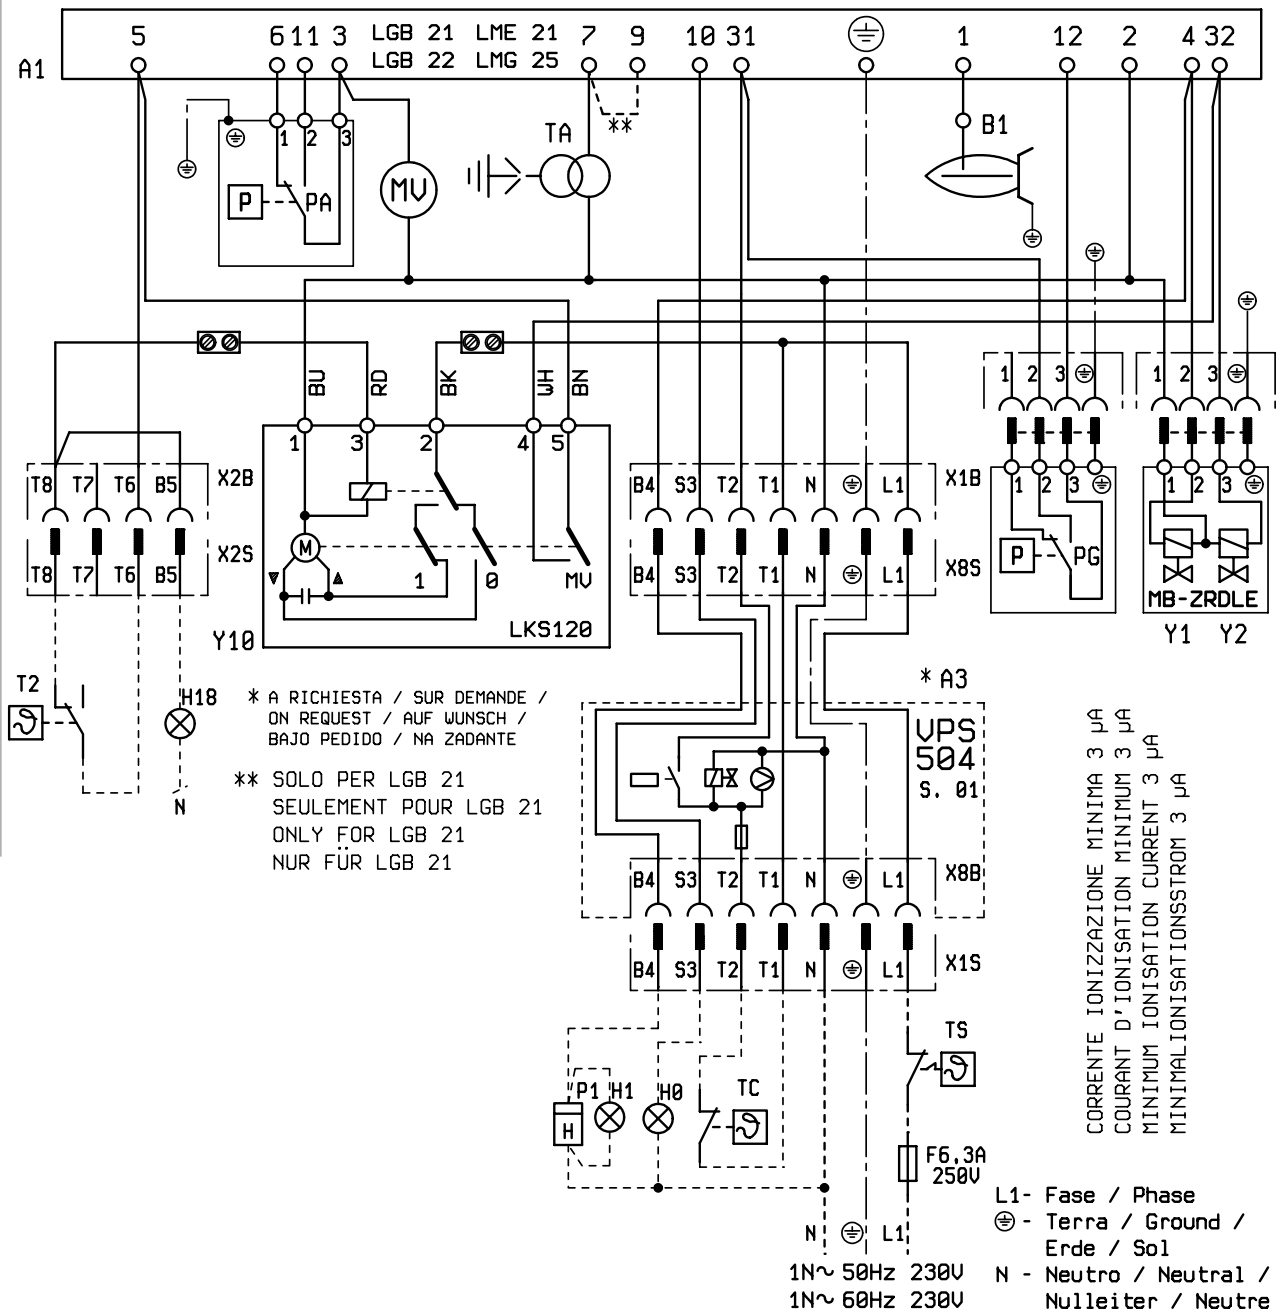 5 6 11 3 LGB 21 LME 21 7 9 10 31 1 12 2 4 32
A1 LGB 22 LMG 25
**
TA B1
1 2 3
P PA MV
BU RD BK WH BN
1 2 3 1 2 3
1 3 2 4 5
T8 T7 T6 B5 X2B
B4 S3 T2 T1 N L1 X1B
1 2 3 1 2 3
M
X2S
T8 T7 T6 B5
1 0 MV
B4 S3 T2 T1 N L1 X8S
P PG
MB-ZRDLE
Y10 LKS120
Y1 Y2
T2
H18
N
* A3
* A RICHIESTA / SUR DEMANDE /
ON REQUEST / AUF WUNSCH /
BAJO PEDIDO / NA ZADANTE
** SOLO PER LGB 21
SEULEMENT POUR LGB 21
ONLY FOR LGB 21
NUR FÜR LGB 21
VPS
504
S. 01
B4 S3 T2 T1 N L1 X8B
B4 S3 T2 T1 N L1 X1S
CORRENTE IONIZZAZIONE MINIMA 3 µA
COURANT D'IONISATION MINIMUM 3 µA
MINIMUM IONISATION CURRENT 3 µA
MINIMALIONISATIONSSTROM 3 µA
TS
P1 H1 H0 TC
H
F6,3A
250V
N L1
1N~ 50Hz 230V
1N~ 60Hz 230V
L1- Fase / Phase
- Terra / Ground /
Erde / Sol
N - Neutro / Neutral /
Nulleiter / Neutre